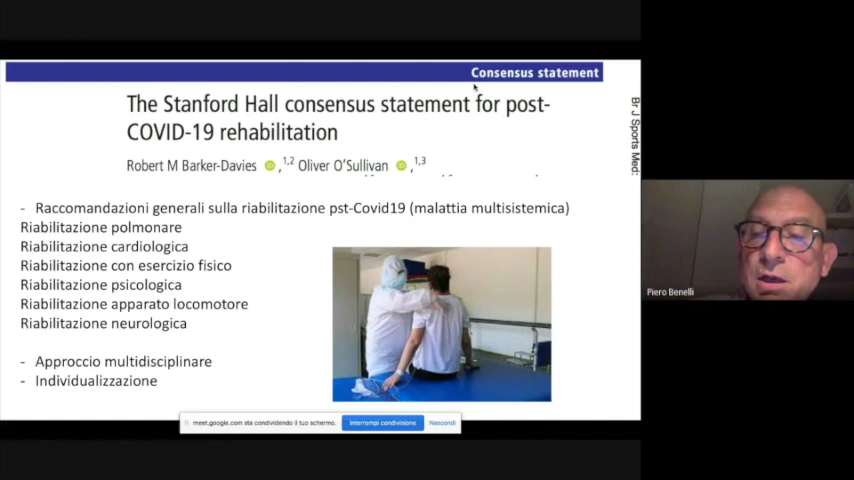 Consensus statement
The Stanford Hall consensus statement for post-
COVID-19 rehabilitation
Robert M Barker-Davies ,1,2 Oliver O'Sullivan ,1,3
Br J Sports Med:
- Raccomandazioni generali sulla riabilitazione pst-Covid19 (malattia multisistemica)
Riabilitazione polmonare
Riabilitazione cardiologica
Riabilitazione con esercizio fisico
Riabilitazione psicologica
Riabilitazione apparato locomotore
Riabilitazione neurologica
- Approccio multidisciplinare
- Individualizzazione
meet.google.com sta condividendo il tuo schermo.
Interrompi condivisione
Nascondi
Piero Benelli